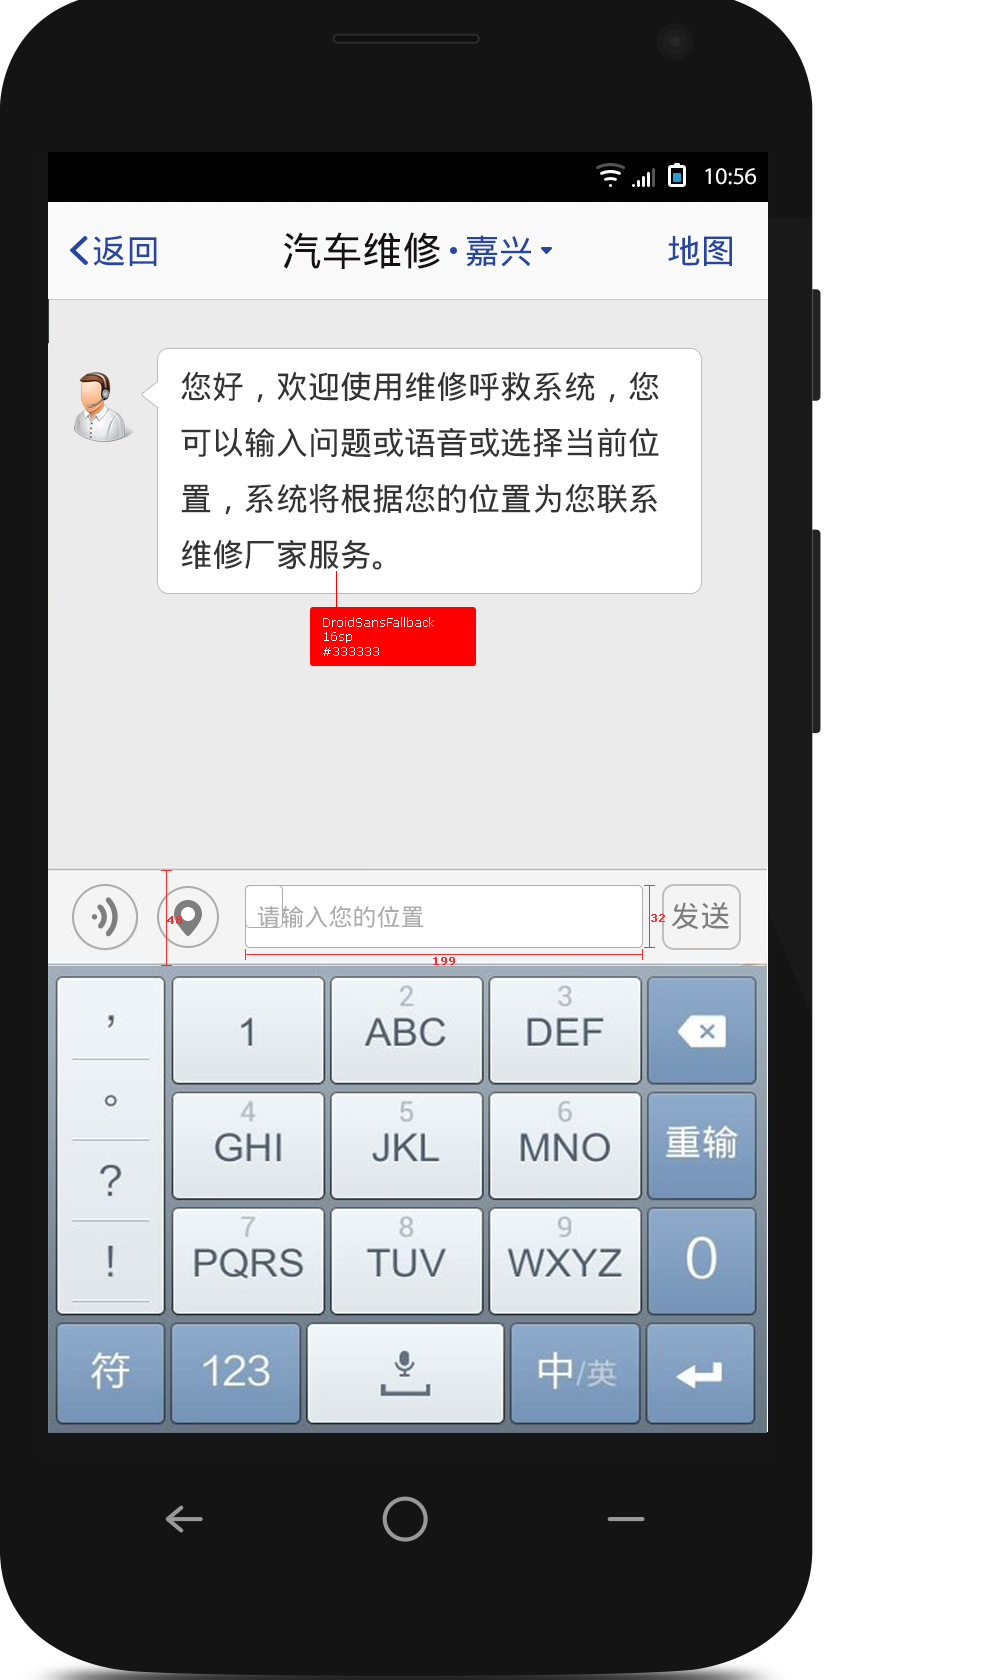 10:56
返回
汽车维修·嘉兴
地图
您好，欢迎使用维修呼救系统，您
可以输入问题或语音或选择当前位
置，系统将根据您的位置为您联系
维修厂家服务。
DroidSansFallback
16sp
#333333
48
请输入您的位置
32
发送
199
，
1
2
ABC
3
DEF
。
4
GHI
5
JKL
6
MNO
重输
?
7
PQRS
8
TUV
9
WXYZ
0
!
符
123
中/英